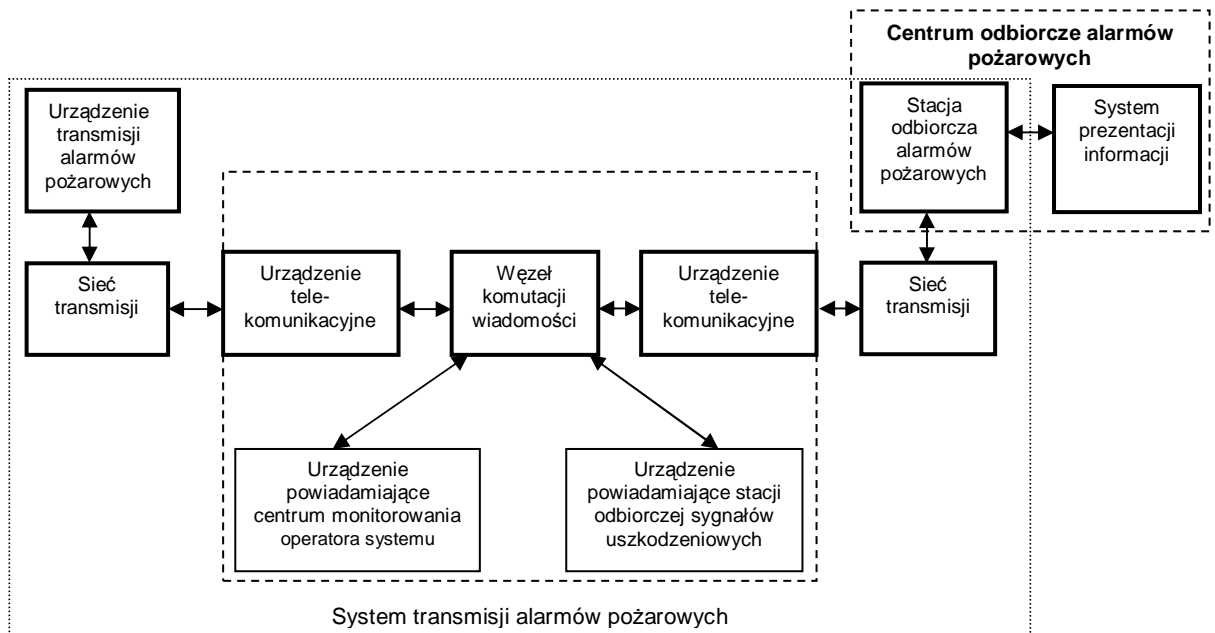 Centrum odbiorcze alarmów
pożarowych
Urządzenie
transmisji
alarmów
pożarowych
Stacja
odbiorcza
alarmów
pożarowych
System
prezentacji
informacji
Sieć
transmisji
Urządzenie
tele-
komunikacyjne
Węzeł
komutacji
wiadomości
Urządzenie
tele-
komunikacyjne
Sieć
transmisji
Urządzenie
powiadamiające
centrum monitorowania
operatora systemu
Urządzenie
powiadamiające stacji
odbiorczej sygnałów
uszkodzeniowych
System transmisji alarmów pożarowych